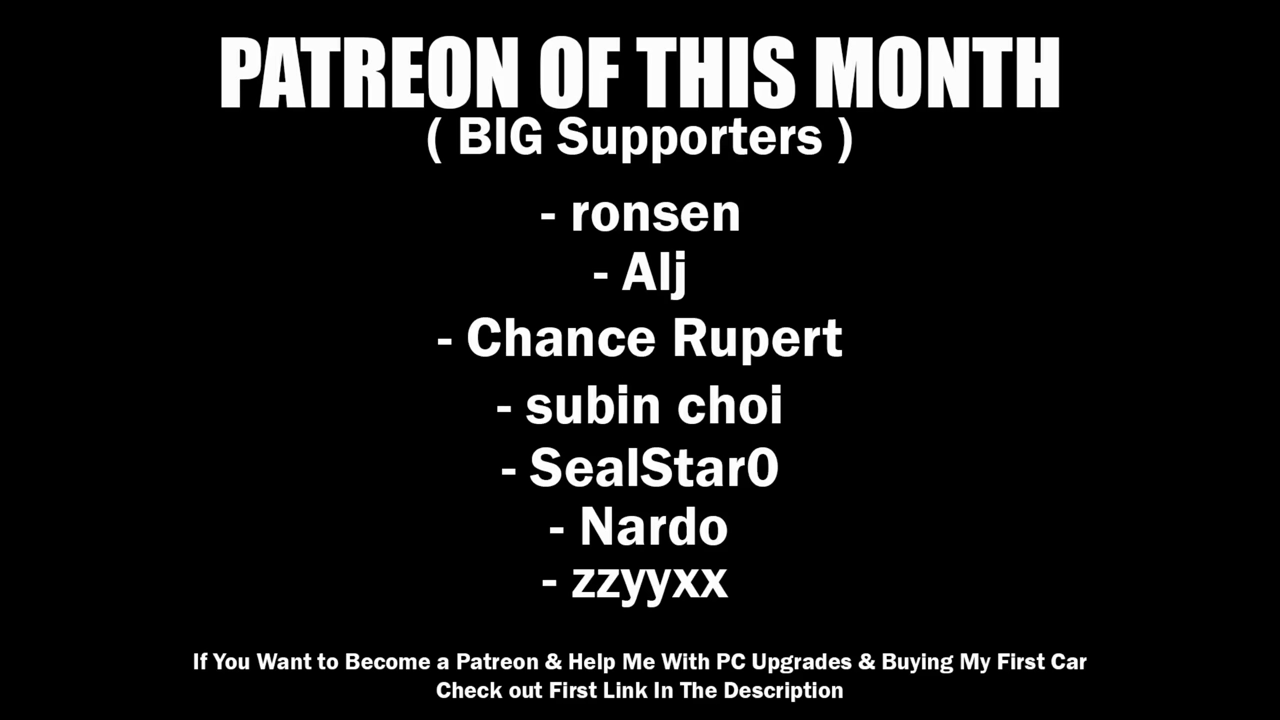 PATREON OF THIS MONTH
( BIG Supporters )
- ronsen
- Alj
- Chance Rupert
- subin choi
- SealStar0
- Nardo
- zzyyxx
If You Want to Become a Patreon & Help Me With PC Upgrades & Buying My First Car
Check out First Link In The Description